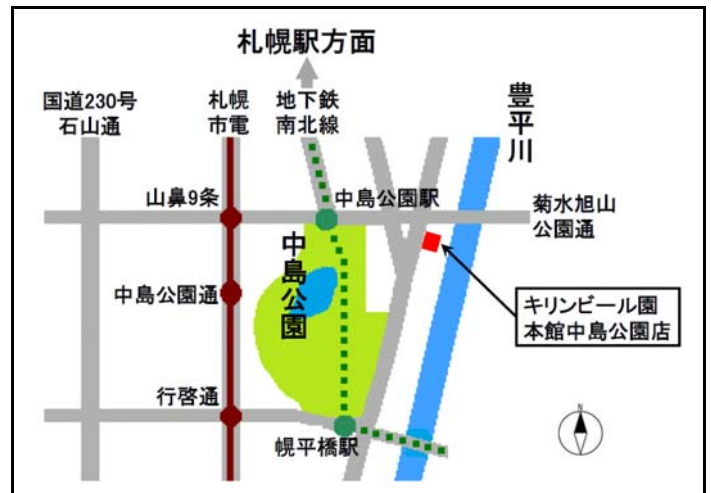 札幌駅方面
国道230号
石山通
札幌
市電
地下鉄
南北線
豊平川
山鼻9条
中島公園駅
菊水旭山
公園通
中島公園
中島公園通
キリンビール園
本館中島公園店
行啓通
幌平橋駅
N